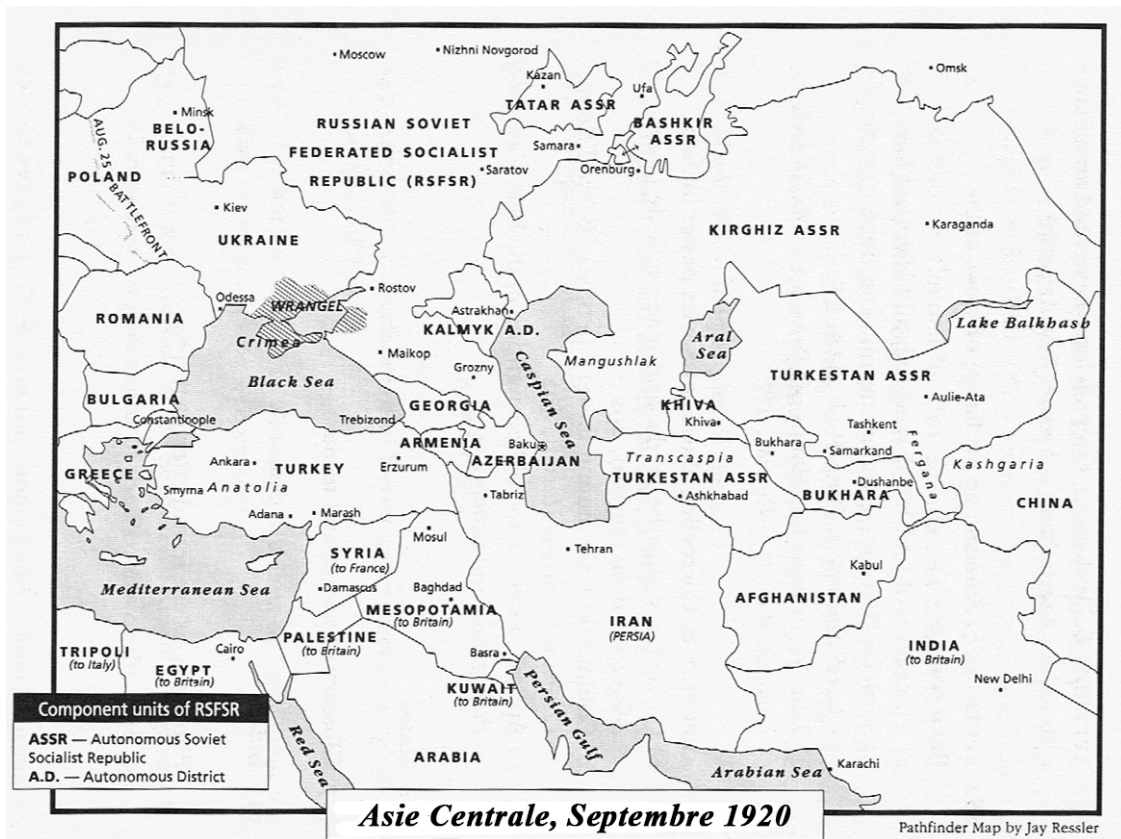 Moscow
Nizhni Novgorod
Omsk
Kazan
Ufa
TATAR ASSR
Minsk
BELO-
RUSSIA
RUSSIAN SOVIET
FEDERATED SOCIALIST
REPUBLIC (RSFSR)
BASHKIR
ASSR
Samara
Orenburg
Saratov
AUG. 25 BATTLEFRONT
POLAND
Kiev
UKRAINE
KIRGHIZ ASSR
Karaganda
Odessa
WRANGEL
Rostov
ROMANIA
Astrakhan
KALMYK A.D.
Crimea
Maikop
Grozny
Mangushlak
Aral
Sea
Lake Balkhash
Caspian Sea
Black Sea
TURKESTAN ASSR
BULGARIA
GEORGIA
KHIVA
Aulie-Ata
Constantinople
Trebizond
Khiva
Tashkent
ARMENIA
Baku
Bukhara
Samarkand
Fergana
GREECE
Ankara
TURKEY
Erzurum
AZERBAIJAN
Transcaspia
Kashgaria
Smyrna
Anatolia
Tabriz
TURKESTAN ASSR
Dushanbe
Ashkhabad
BUKHARA
CHINA
Adana
Marash
Mosul
SYRIA
(to France)
Tehran
Kabul
Damascus
Baghdad
Mediterranean Sea
MESOPOTAMIA
(to Britain)
AFGHANISTAN
IRAN
(PERSIA)
PALESTINE
(to Britain)
TRIPOLI
(to Italy)
Cairo
Basra
INDIA
(to Britain)
EGYPT
(to Britain)
New Delhi
KUWAIT
(to Britain)
Persian Gulf
Red Sea
ARABIA
Arabian Sea
Karachi
Component units of RSFSR
ASSR — Autonomous Soviet
Socialist Republic
A.D. — Autonomous District
Asie Centrale, Septembre 1920
Pathfinder Map by Jay Ressler